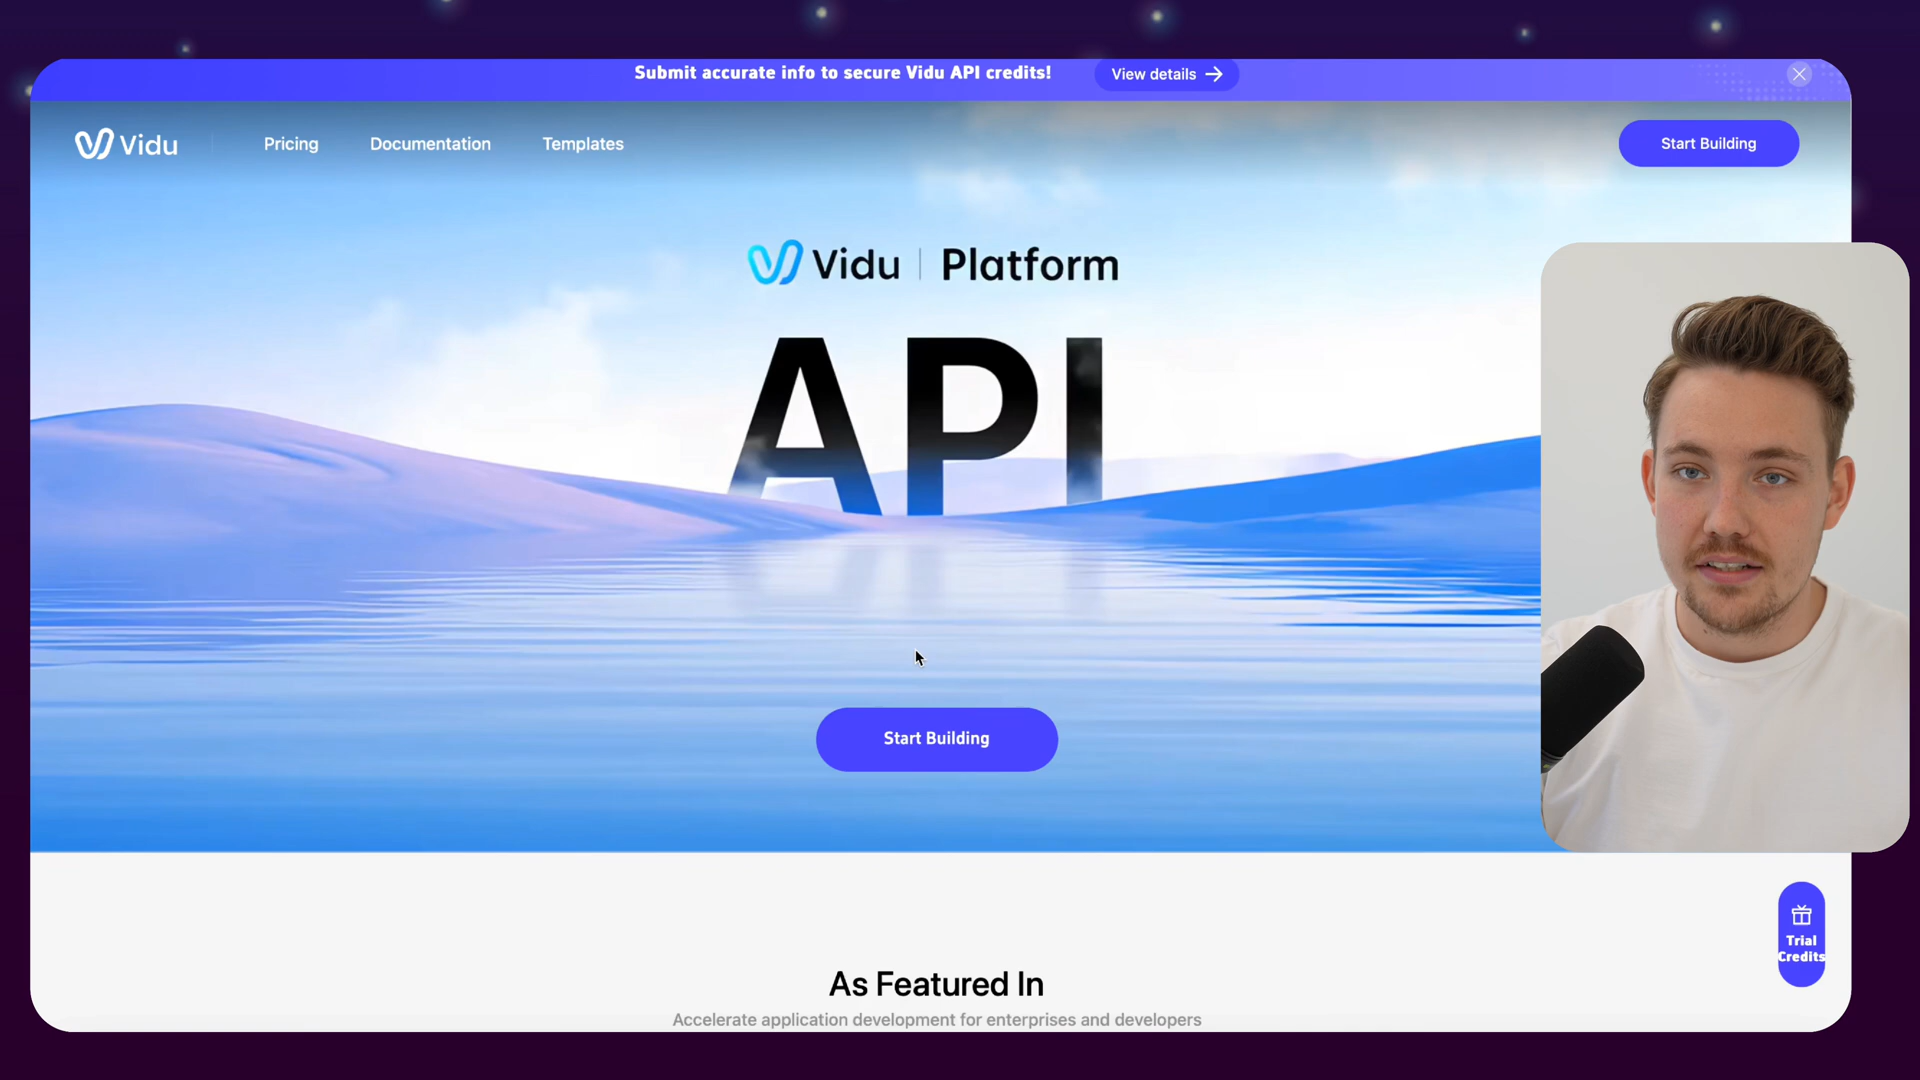 Submit accurate info to secure Vidu API credits! View details
Vidu Pricing Documentation Templates Start Building
Vidu Platform
API
Start Building
Trial
Credits
As Featured In
Accelerate application development for enterprises and developers